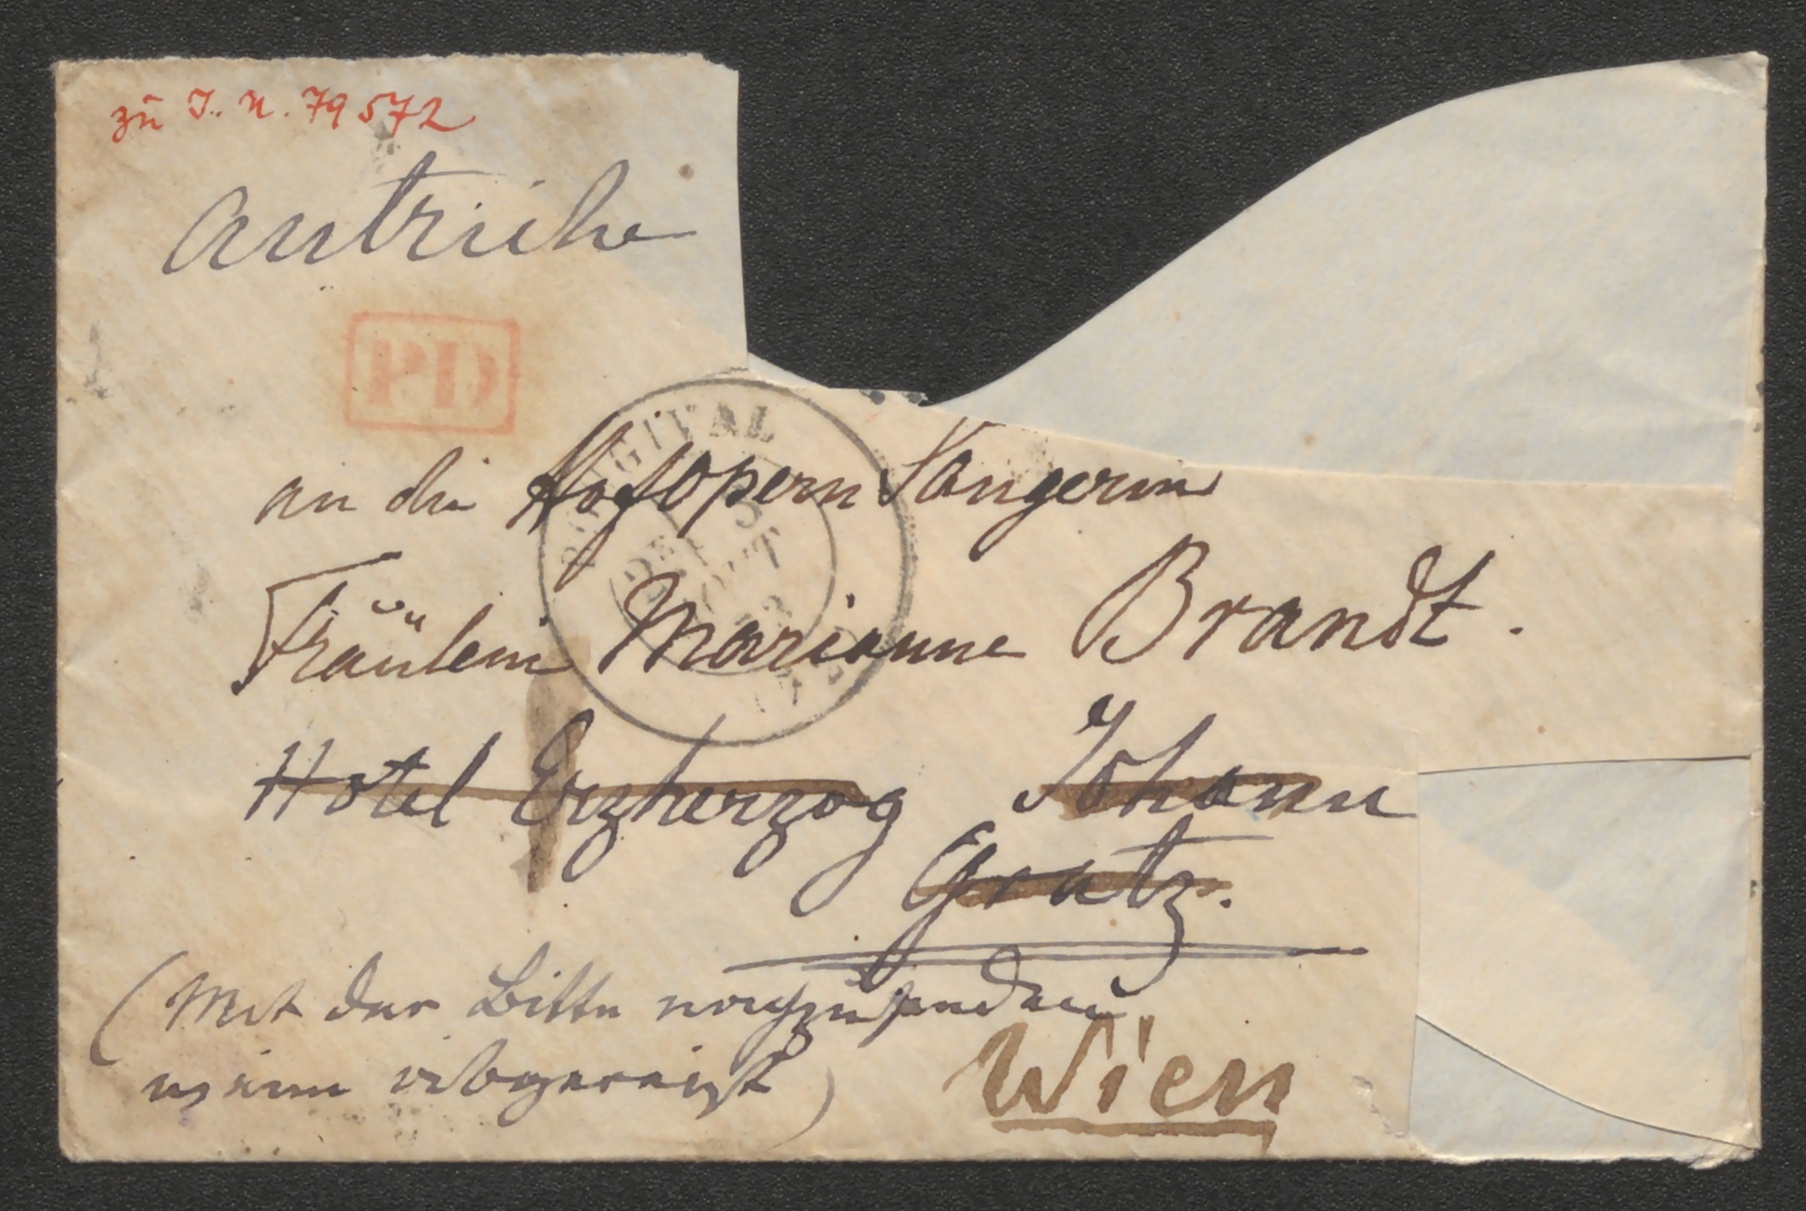 zu I. N. 79572
Autriche
PD
BOUGIVAL
an die Hofopern Sängerin
Fräulein Marianne Brandt.
Hotel Erzherzog Johann
Gratz.
(Mit der Bitte nachzusenden
wenn abgereist)
Wien